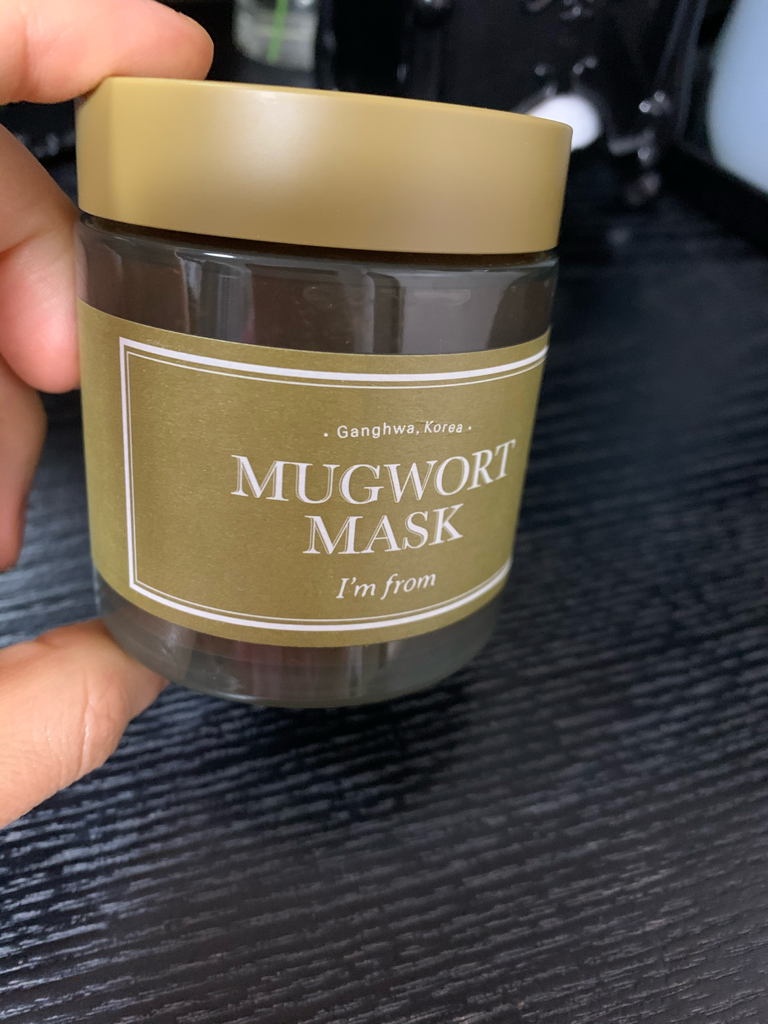 · Ganghwa, Korea ·
MUGWORT
MASK
I'm from